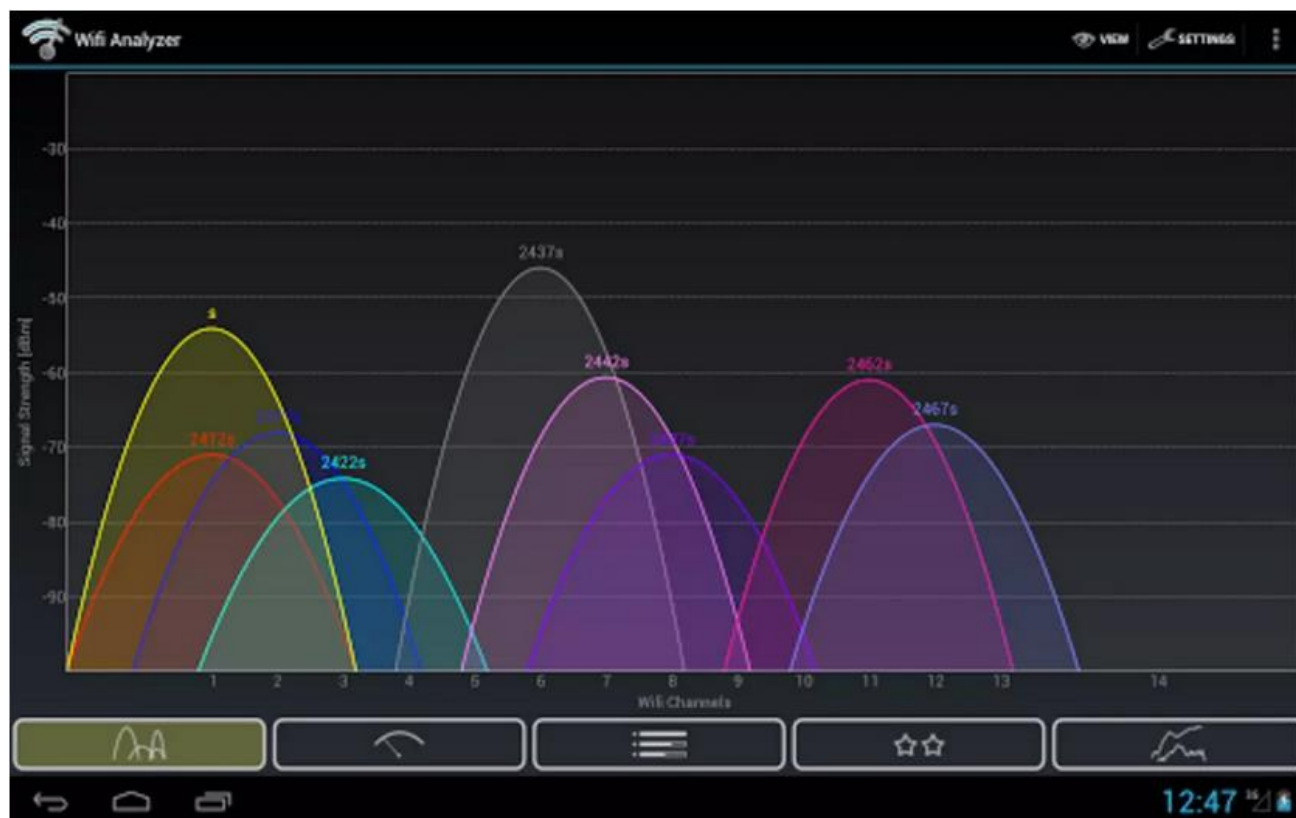 Wifi Analyzer
VIEW
SETTINGS
-30
-40
-50
-60
-70
-80
-90
Signal Strength [dBm]
s
2412s
2422s
2437s
2442s
2462s
2467s
1 2 3 4 5 6 7 8 9 10 11 12 13 14
Wifi Channels
12:47